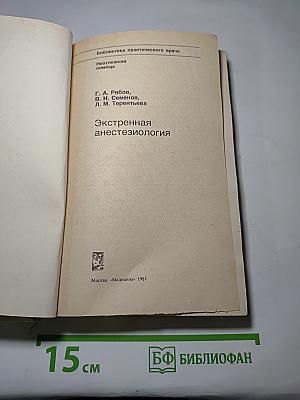 Библиотека практического врача
Неотложная
помощь
Г. А. Рябов,
В. Н. Семенов,
Л. М. Терентьева
Экстренная
анестезиология
Москва. «Медицина» 1983
15 см
БФ БИБЛИОФАН